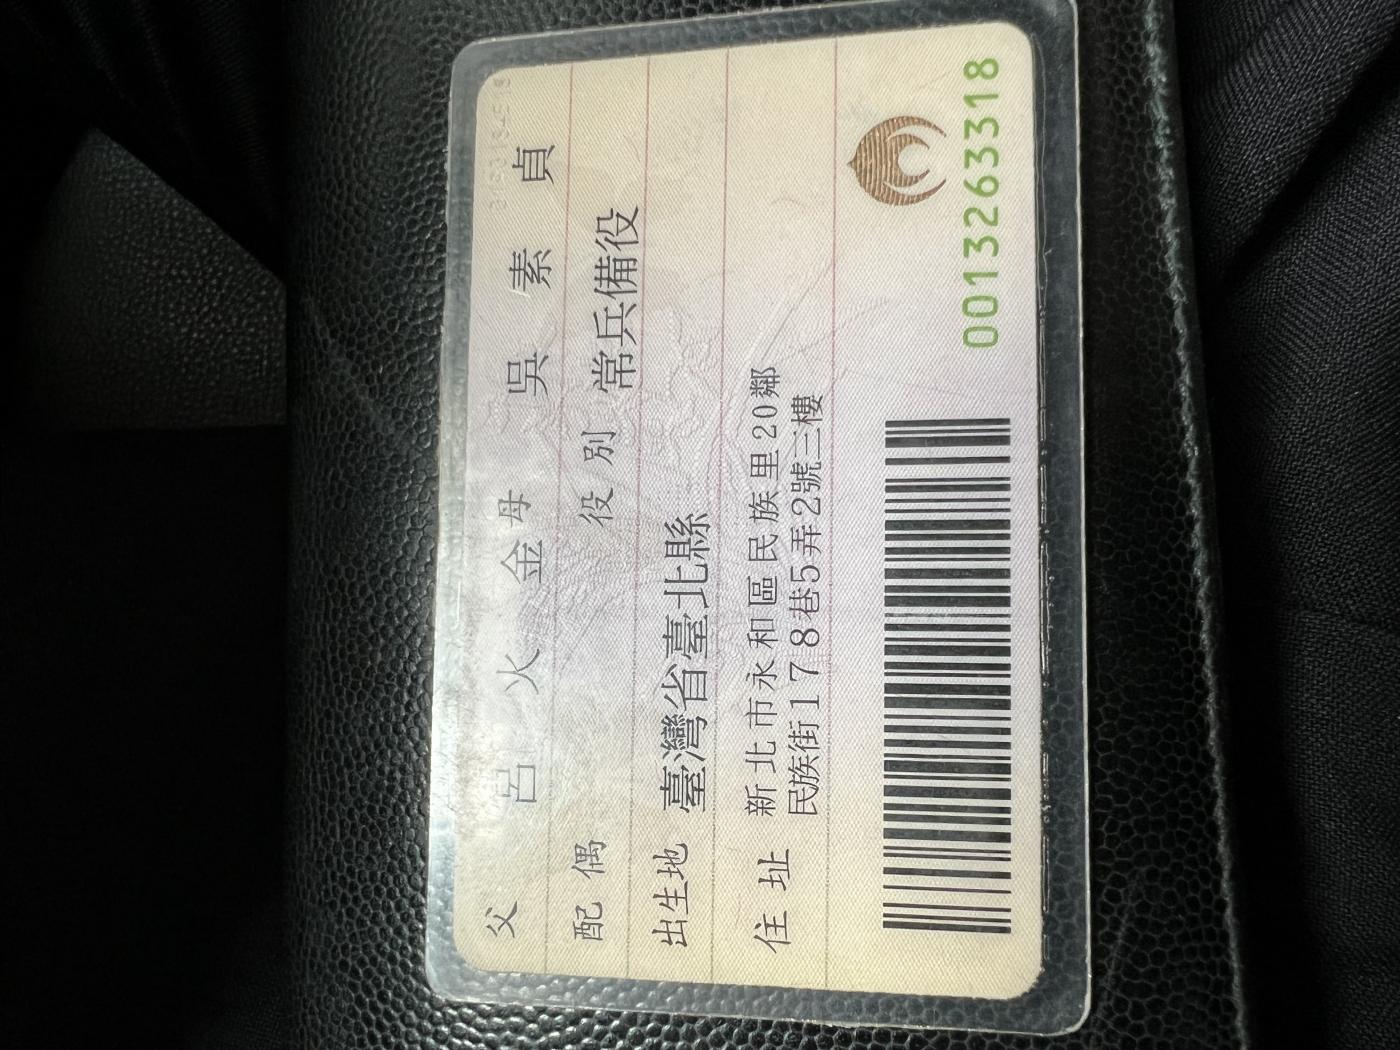 父 呂火金 母 吳素貞
配偶 役別 常兵備役
出生地 臺灣省臺北縣
住址 新北市永和區民族里20鄰
民族街178巷5弄2號三樓
0013263318